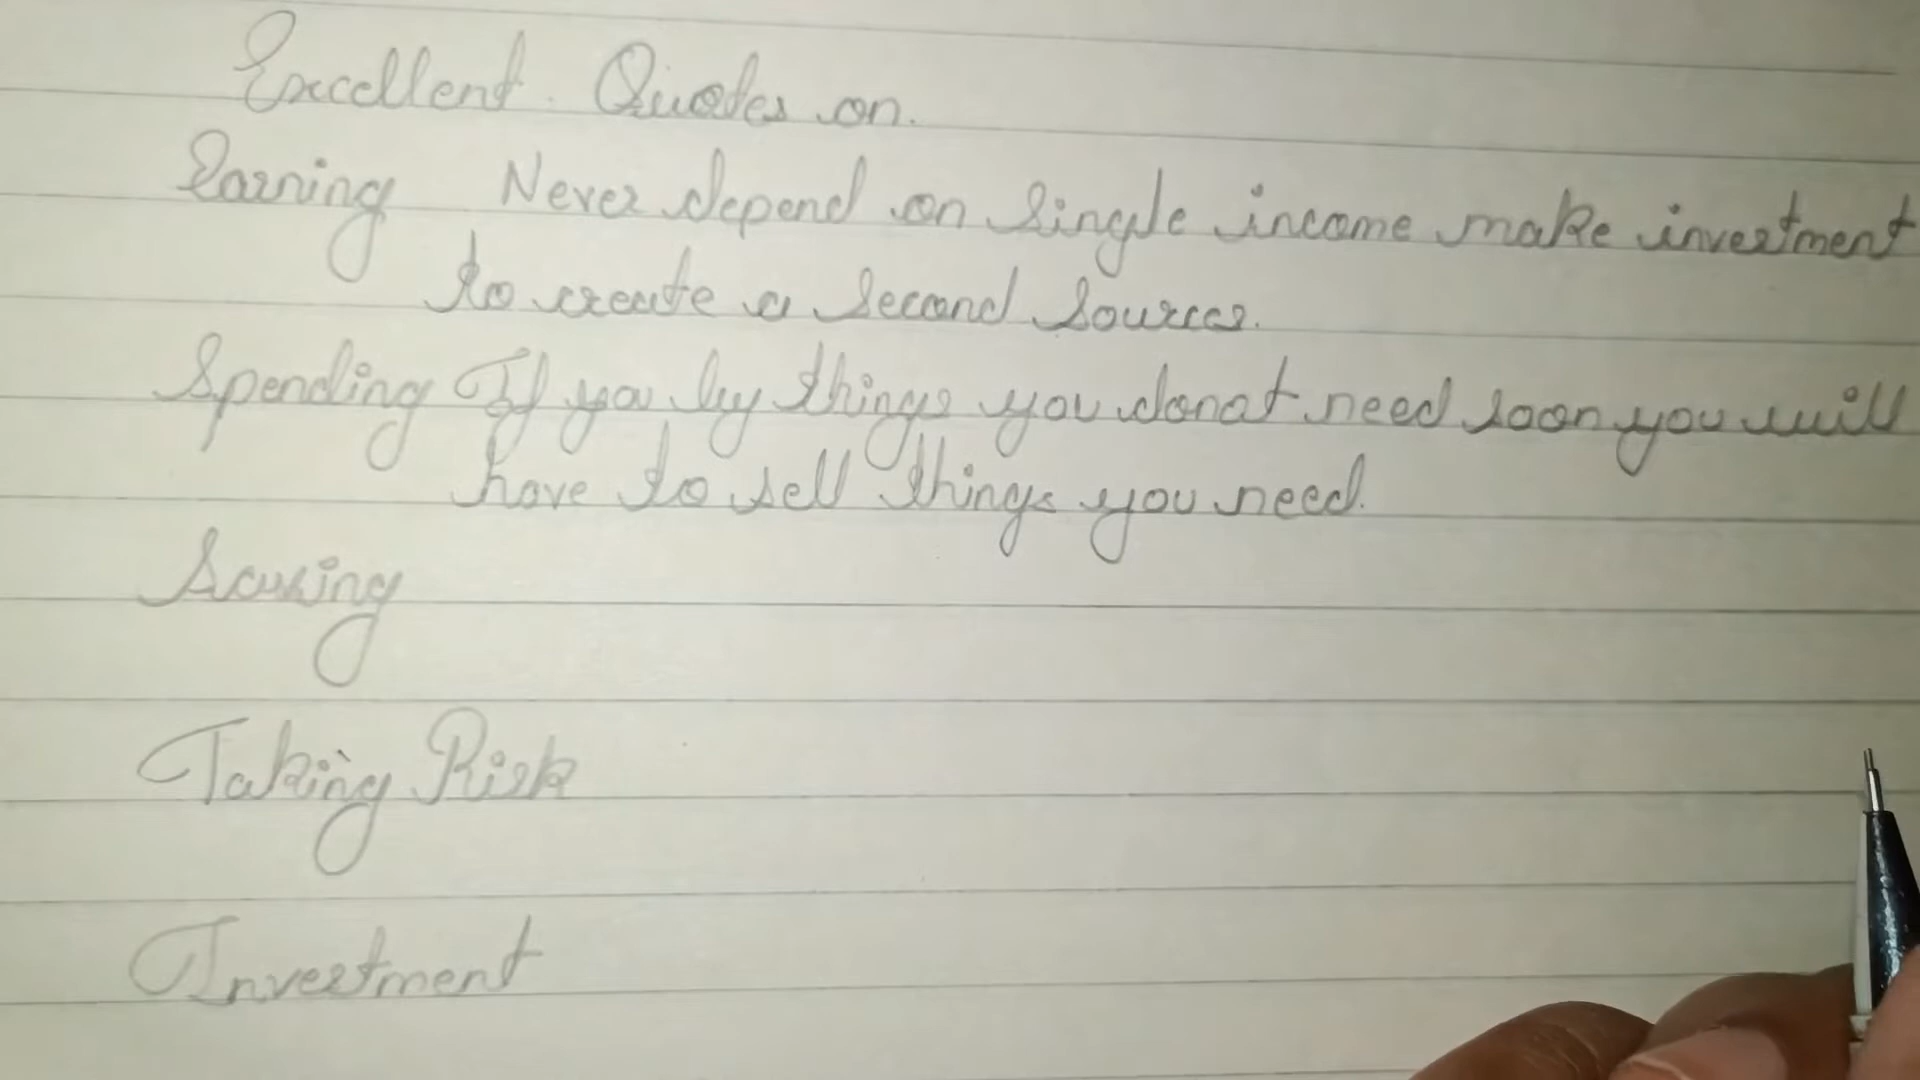 Excellent Quotes on.
Earning Never depend on single income make investment
to create a second sources.
Spending If you by things you donot need soon you will
have to sell things you need.
Saving
Taking Risk
Investment